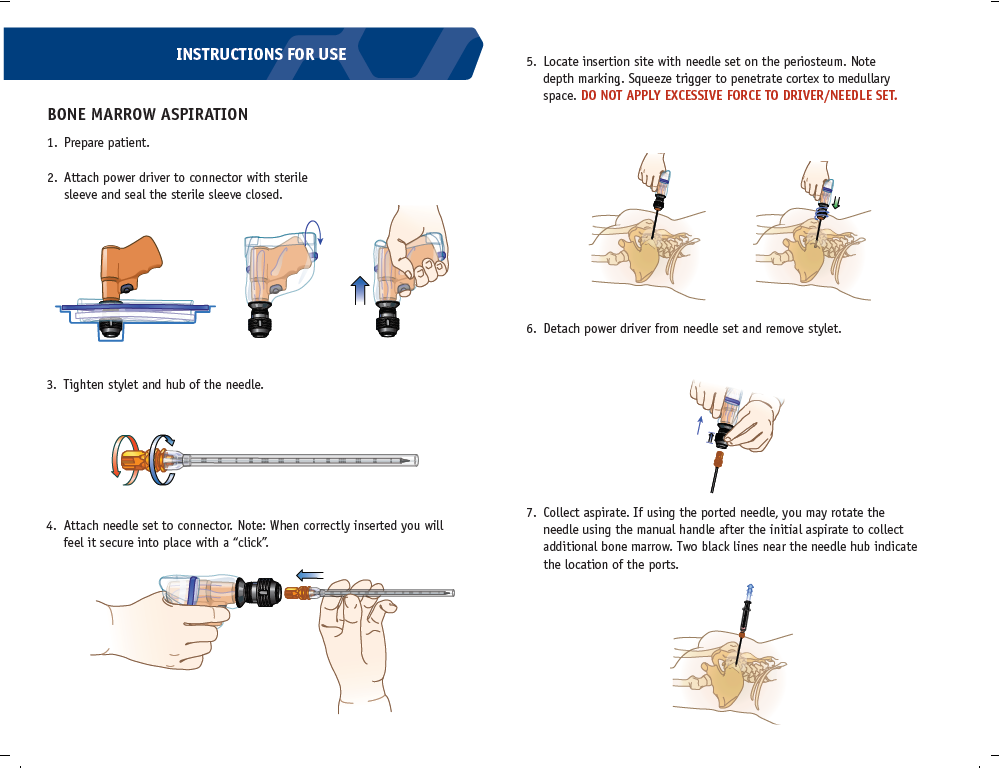 INSTRUCTIONS FOR USE
BONE MARROW ASPIRATION
1. Prepare patient.
2. Attach power driver to connector with sterile
sleeve and seal the sterile sleeve closed.
3. Tighten stylet and hub of the needle.
4. Attach needle set to connector. Note: When correctly inserted you will
feel it secure into place with a “click”.
5. Locate insertion site with needle set on the periosteum. Note
depth marking. Squeeze trigger to penetrate cortex to medullary
space. DO NOT APPLY EXCESSIVE FORCE TO DRIVER/NEEDLE SET.
6. Detach power driver from needle set and remove stylet.
7. Collect aspirate. If using the ported needle, you may rotate the
needle using the manual handle after the initial aspirate to collect
additional bone marrow. Two black lines near the needle hub indicate
the location of the ports.